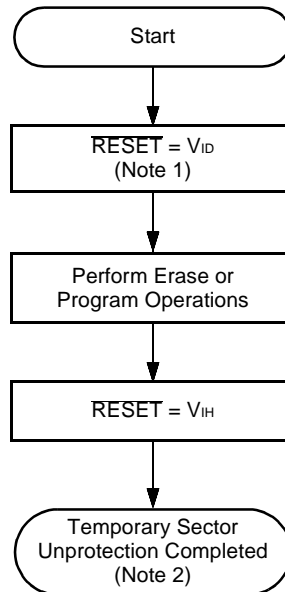 Start
RESET = VID
(Note 1)
Perform Erase or
Program Operations
RESET = VIH
Temporary Sector
Unprotection Completed
(Note 2)